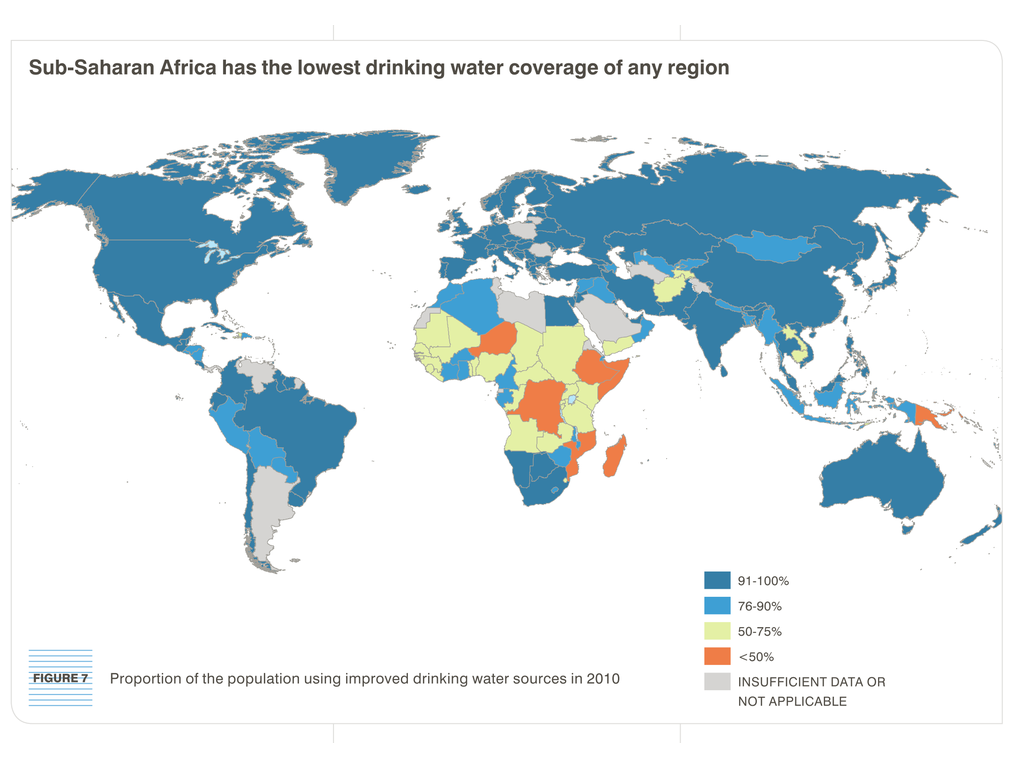 Sub-Saharan Africa has the lowest drinking water coverage of any region
91-100%
76-90%
50-75%
<50%
INSUFFICIENT DATA OR
NOT APPLICABLE
FIGURE 7
Proportion of the population using improved drinking water sources in 2010